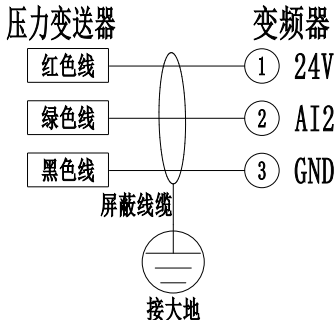 压力变送器 变频器
红色线 1 24V
绿色线 2 AI2
黑色线 3 GND
屏蔽线缆
接大地